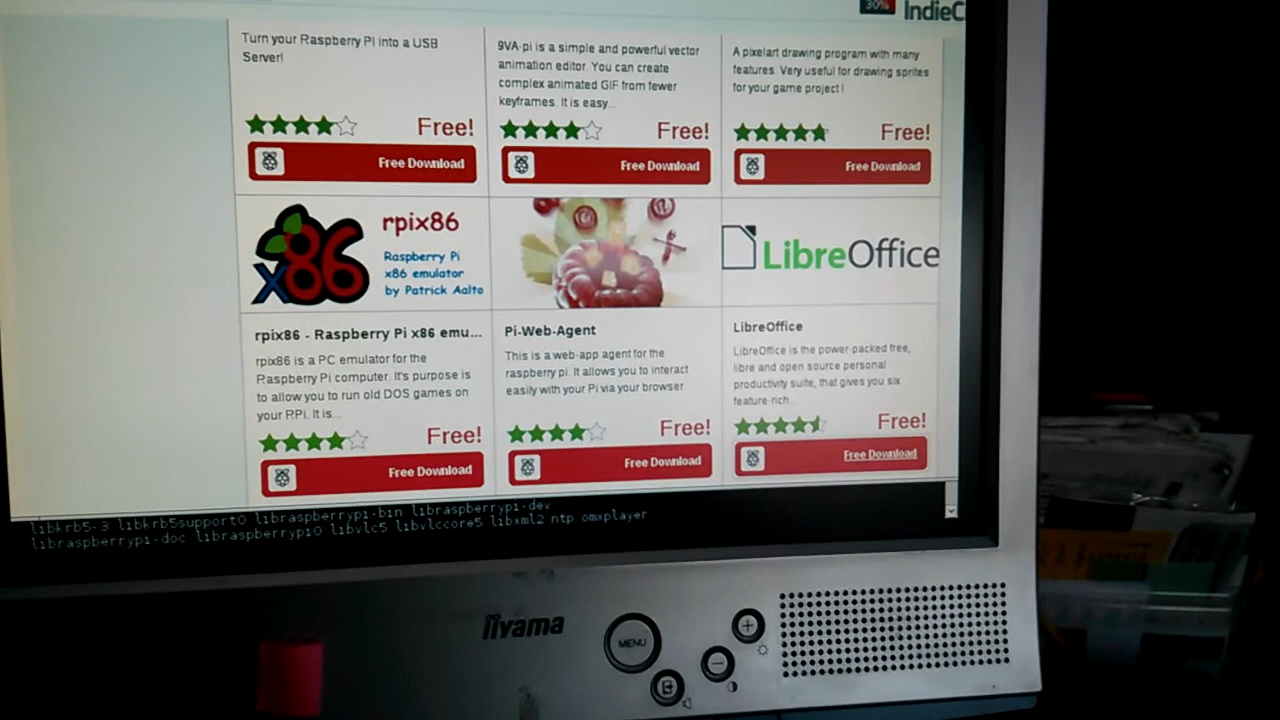 30%
IndieC
Turn your Raspberry Pi into a USB
Server!
Free!
Free Download
9VA-pi is a simple and powerful vector
animation editor. You can create
complex animated GIF from fewer
keyframes. It is easy...
Free!
Free Download
A pixelart drawing program with many
features. Very useful for drawing sprites
for your game project !
Free!
Free Download
x86
rpix86
Raspberry Pi
x86 emulator
by Patrick Aalto
rpix86 - Raspberry Pi x86 emu...
rpix86 is a PC emulator for the
Raspberry Pi computer. It's purpose is
to allow you to run old DOS games on
your RPi. It is...
Free!
Free Download
Pi-Web-Agent
This is a web-app agent for the
raspberry pi. It allows you to interact
easily with your Pi via your browser.
Free!
Free Download
LibreOffice
LibreOffice
LibreOffice is the power-packed free,
libre and open source personal
productivity suite, that gives you six
feature-rich...
Free!
Free Download
libkrb5-3 libkrb5support0 libraspberrypi-bin libraspberrypi-dev
libraspberrypi-doc libraspberrypi0 libvlc5 libvlccore5 libxml2 ntp omxplayer
iiyama
MENU